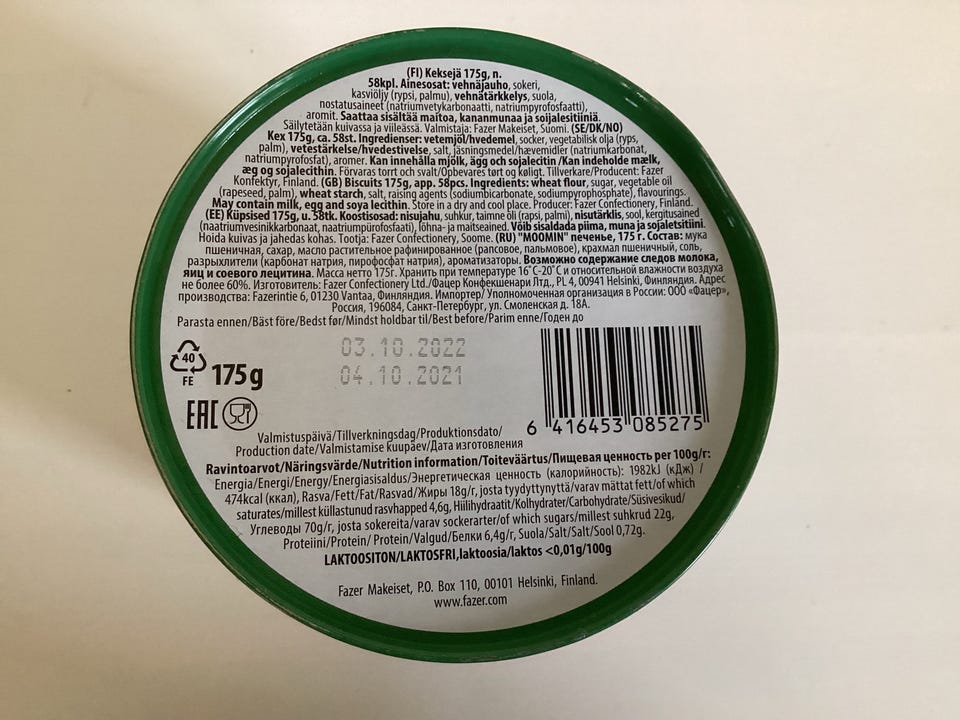 (FI) Keksejä 175g, n.
58kpl. Ainesosat: vehnäjauho, sokeri,
kasviöljy (rypsi, palmu), vehnätärkkelys, suola,
nostatusaineet (natriumvetykarbonaatti, natriumpyrofosfaatti),
aromit. Saattaa sisältää maitoa, kananmunaa ja soijalesitiiniä.
Säilytetään kuivassa ja viileässä. Valmistaja: Fazer Makeiset, Suomi. (SE/DK/NO)
Kex 175g, ca. 58st. Ingredienser: vetemjöl/hvedemel, socker, vegetabilisk olja (ryps,
palm), vetestärkelse/hvedestivelse, salt, jäsningsmedel/hævemidler (natriumkarbonat,
natriumpyrofosfat), aromer. Kan innehålla mjölk, ägg och sojalecitin/Kan indeholde mælk,
æg og sojalecithin. Förvaras torrt och svalt/Opbevares tørt og køligt. Tillverkare/Producent: Fazer
Konfektyr, Finland. (GB) Biscuits 175g, app. 58pcs. Ingredients: wheat flour, sugar, vegetable oil
(rapeseed, palm), wheat starch, salt, raising agents (sodiumbicarbonate, sodiumpyrophosphate), flavourings.
May contain milk, egg and soya lecithin. Store in a dry and cool place. Producer: Fazer Confectionery, Finland.
(EE) Küpsised 175g, u. 58tk. Koostisosad: nisujahu, suhkur, taimne õli (rapsi, palmi), nisutärklis, sool, kergitusained
(naatriumvesinikkarbonaat, naatriumpürofosfaat), lõhna- ja maitseained. Võib sisaldada piima, muna ja sojaletsitiini.
Hoida kuivas ja jahedas kohas. Tootja: Fazer Confectionery, Soome. (RU) "MOOMIN" печенье, 175 г. Состав: мука
пшеничная, сахар, масло растительное рафинированное (рапсовое, пальмовое), крахмал пшеничный, соль,
разрыхлители (карбонат натрия, пирофосфат натрия), ароматизаторы. Возможно содержание следов молока,
яиц и соевого лецитина. Масса нетто 175г. Хранить при температуре 16˚C-20˚C и относительной влажности воздуха
не более 60%. Изготовитель: Fazer Confectionery Ltd./Фацер Конфекшенари Лтд., PL 4, 00941 Helsinki, Финляндия. Адрес
производства: Fazerintie 6, 01230 Vantaa, Финляндия. Импортер/ Уполномоченная организация в России: ООО «Фацер»,
Россия, 196084, Санкт-Петербург, ул. Смоленская д. 18А.
Parasta ennen/Bäst före/Bedst før/Mindst holdbar til/Best before/Parim enne/Годен до
03.10.2022
04.10.2021
40
FE
175g
EAC
6 416453 085275
Valmistuspäivä/Tillverkningsdag/Produktionsdato/
Production date/Valmistamise kuupäev/Дата изготовления
Ravintoarvot/Näringsvärde/Nutrition information/Toiteväärtus/Пищевая ценность per 100g/г:
Energia/Energi/Energy/Energiasisaldus/Энергетическая ценность (калорийность): 1982kJ (кДж) /
474kcal (ккал), Rasva/Fett/Fat/Rasvad/Жиры 18g/г, josta tyydyttynyttä/varav mättat fett/of which
saturates/millest küllastunud rasvhapped 4,6g, Hiilihydraatit/Kolhydrater/Carbohydrate/Süsivesikud/
Углеводы 70g/г, josta sokereita/varav sockerarter/of which sugars/millest suhkrud 22g,
Proteiini/Protein/ Protein/Valgud/Белки 6,4g/г, Suola/Salt/Salt/Sool 0,72g.
LAKTOOSITON/LAKTOSFRI,laktoosia/laktos <0,01g/100g
Fazer Makeiset, P.O. Box 110, 00101 Helsinki, Finland.
www.fazer.com